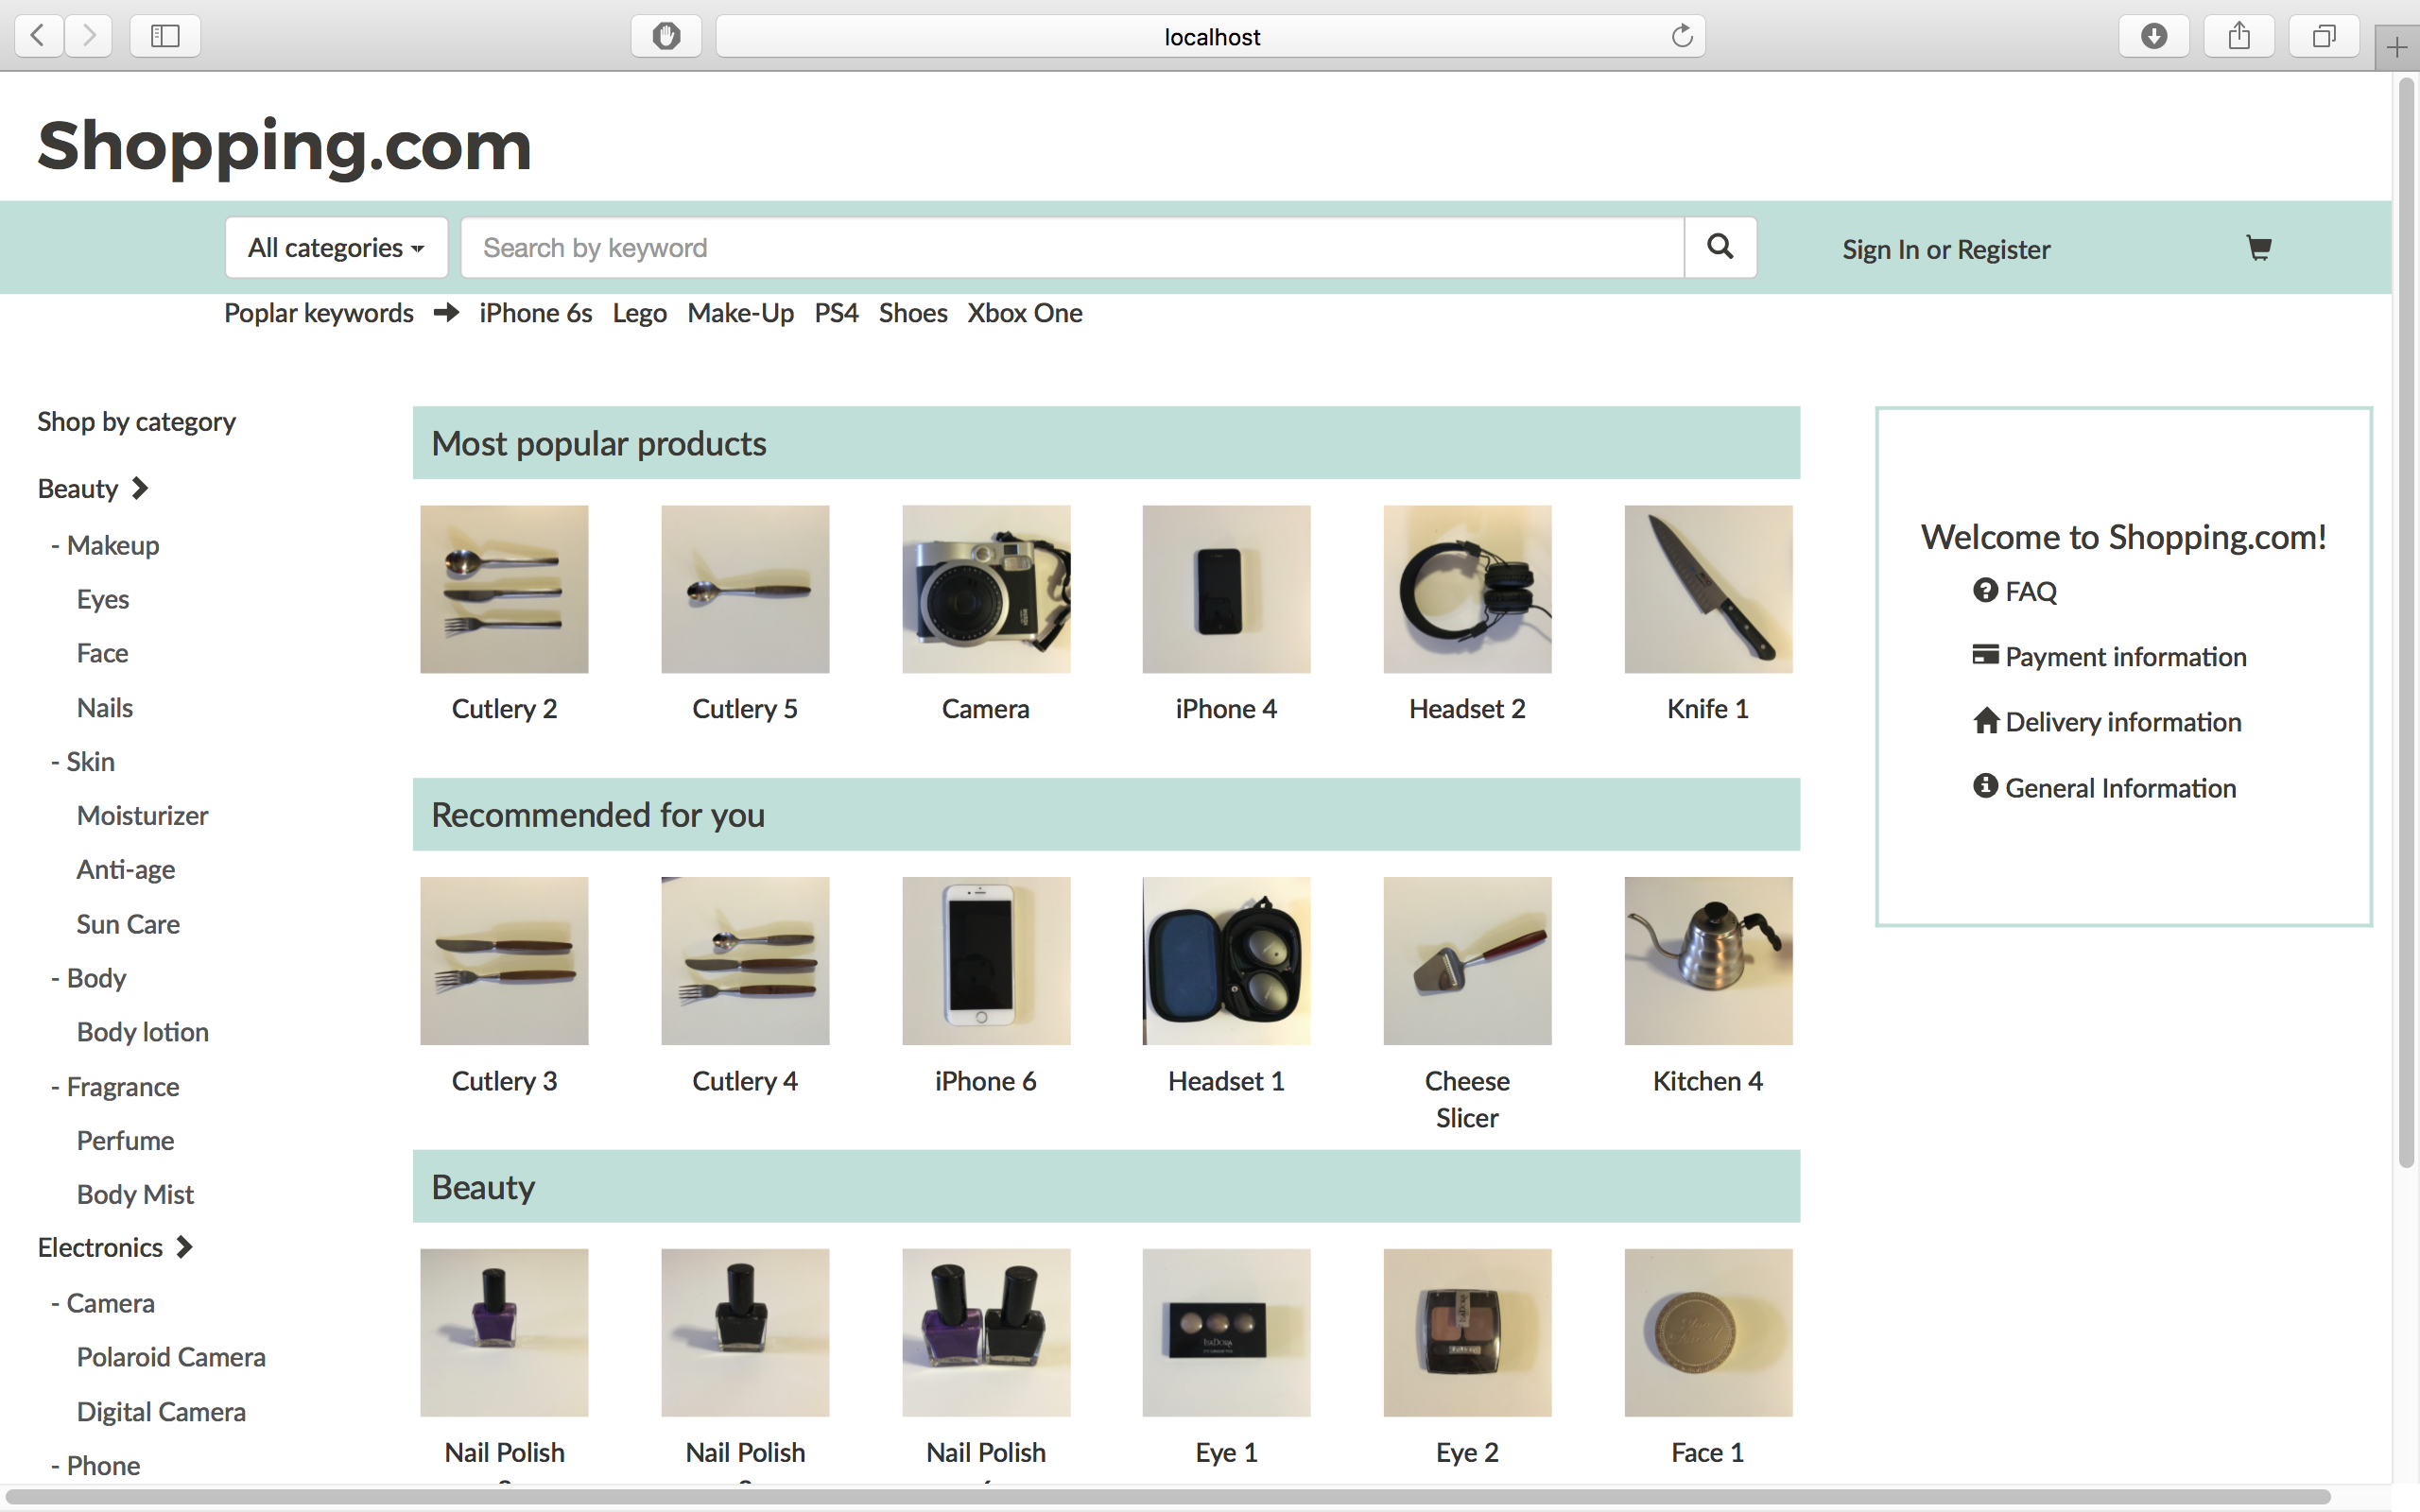 localhost
Shopping.com
All categories
Search by keyword
Sign In or Register
Poplar keywords iPhone 6s Lego Make-Up PS4 Shoes Xbox One
Shop by category
Beauty
- Makeup
Eyes
Face
Nails
- Skin
Moisturizer
Anti-age
Sun Care
- Body
Body lotion
- Fragrance
Perfume
Body Mist
Electronics
- Camera
Polaroid Camera
Digital Camera
- Phone
Most popular products
Cutlery 2
Cutlery 5
Camera
iPhone 4
Headset 2
Knife 1
Recommended for you
Cutlery 3
Cutlery 4
iPhone 6
Headset 1
Cheese
Slicer
Kitchen 4
Beauty
Nail Polish
Nail Polish
Nail Polish
Eye 1
Eye 2
Face 1
Welcome to Shopping.com!
FAQ
Payment information
Delivery information
General Information